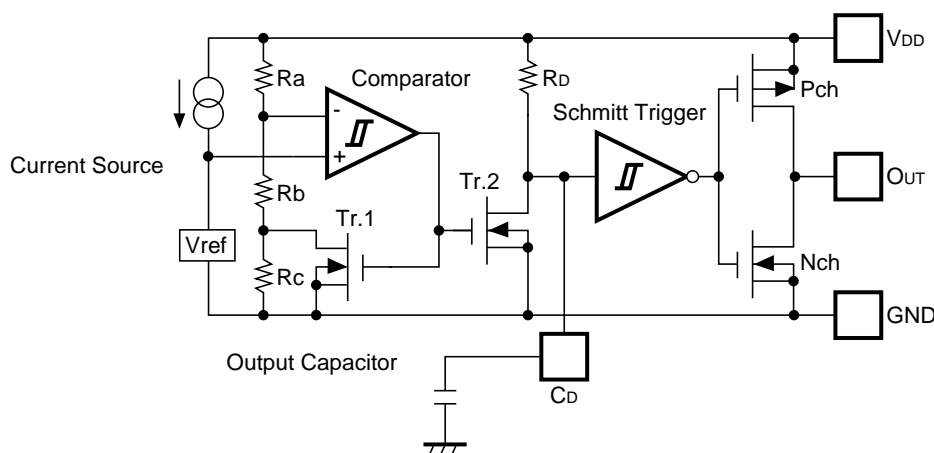 VDD
Ra
Comparator
RD
Pch
Schmitt Trigger
-
Current Source
+
OUT
Rb
Tr.1
Tr.2
Vref
Rc
Nch
GND
Output Capacitor
CD